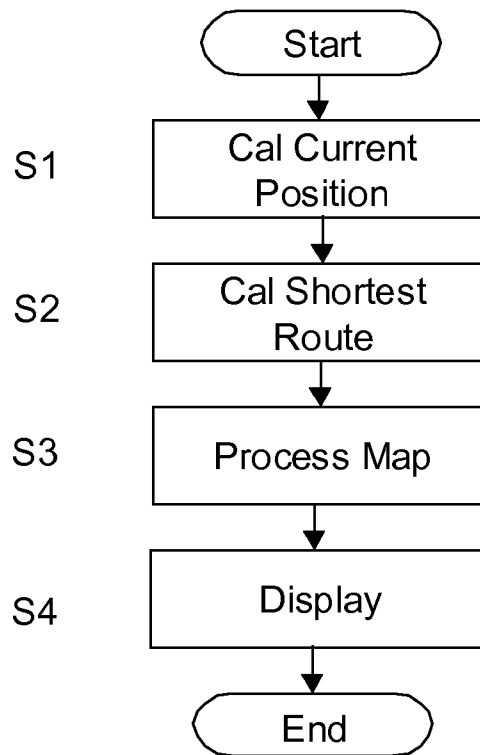 Start
S1
Cal Current
Position
S2
Cal Shortest
Route
S3
Process Map
S4
Display
End